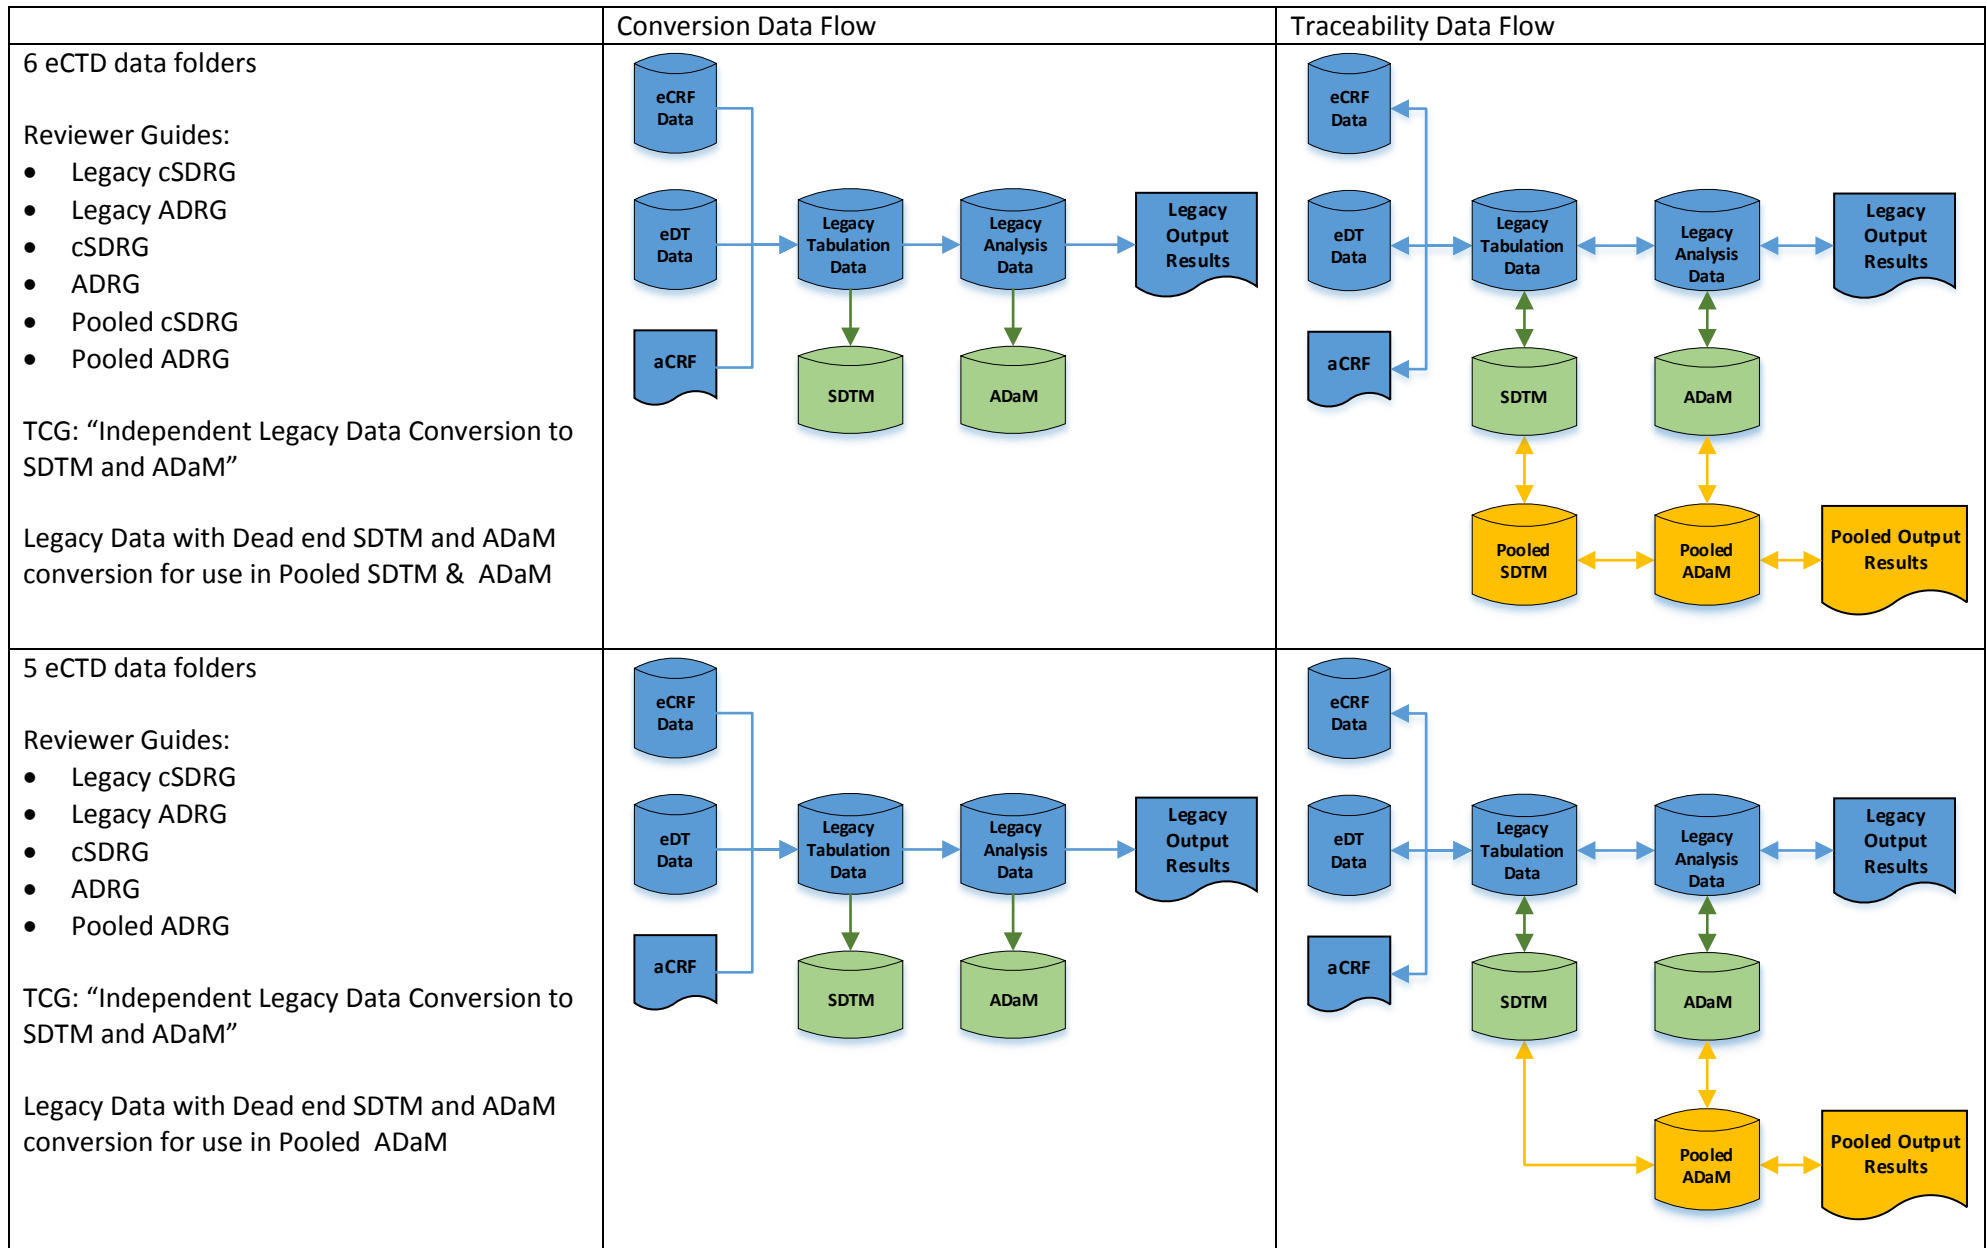 Conversion Data Flow
Traceability Data Flow
6 eCTD data folders
Reviewer Guides:
• Legacy cSDRG
• Legacy ADRG
• cSDRG
• ADRG
• Pooled cSDRG
• Pooled ADRG
TCG: “Independent Legacy Data Conversion to
SDTM and ADaM”
Legacy Data with Dead end SDTM and ADaM
conversion for use in Pooled SDTM & ADaM
eCRF
Data
eDT
Data
aCRF
Legacy
Tabulation
Data
Legacy
Analysis
Data
Legacy
Output
Results
SDTM
ADaM
eCRF
Data
eDT
Data
aCRF
Legacy
Tabulation
Data
Legacy
Analysis
Data
Legacy
Output
Results
SDTM
ADaM
Pooled
SDTM
Pooled
ADaM
Pooled Output
Results
5 eCTD data folders
Reviewer Guides:
• Legacy cSDRG
• Legacy ADRG
• cSDRG
• ADRG
• Pooled ADRG
TCG: “Independent Legacy Data Conversion to
SDTM and ADaM”
Legacy Data with Dead end SDTM and ADaM
conversion for use in Pooled ADaM
eCRF
Data
eDT
Data
aCRF
Legacy
Tabulation
Data
Legacy
Analysis
Data
Legacy
Output
Results
SDTM
ADaM
eCRF
Data
eDT
Data
aCRF
Legacy
Tabulation
Data
Legacy
Analysis
Data
Legacy
Output
Results
SDTM
ADaM
Pooled
ADaM
Pooled Output
Results